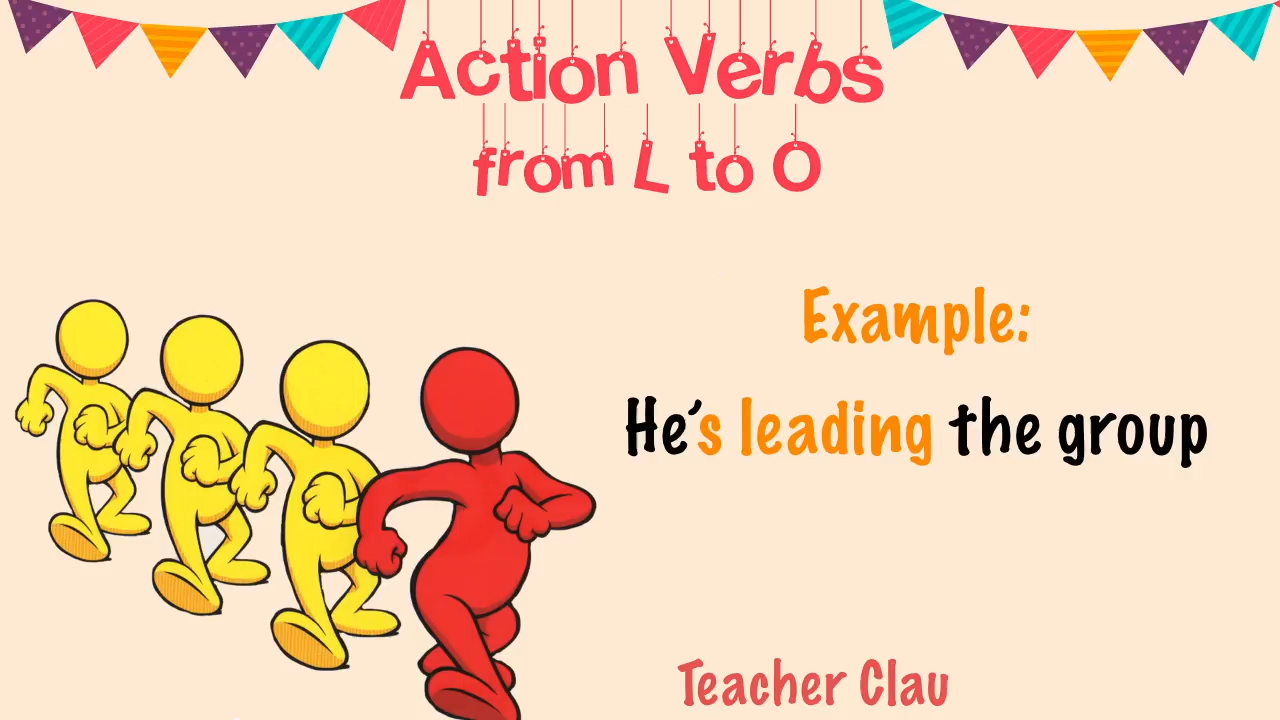 Action Verbs
from L to O
Example:
He's leading the group
Teacher Clau